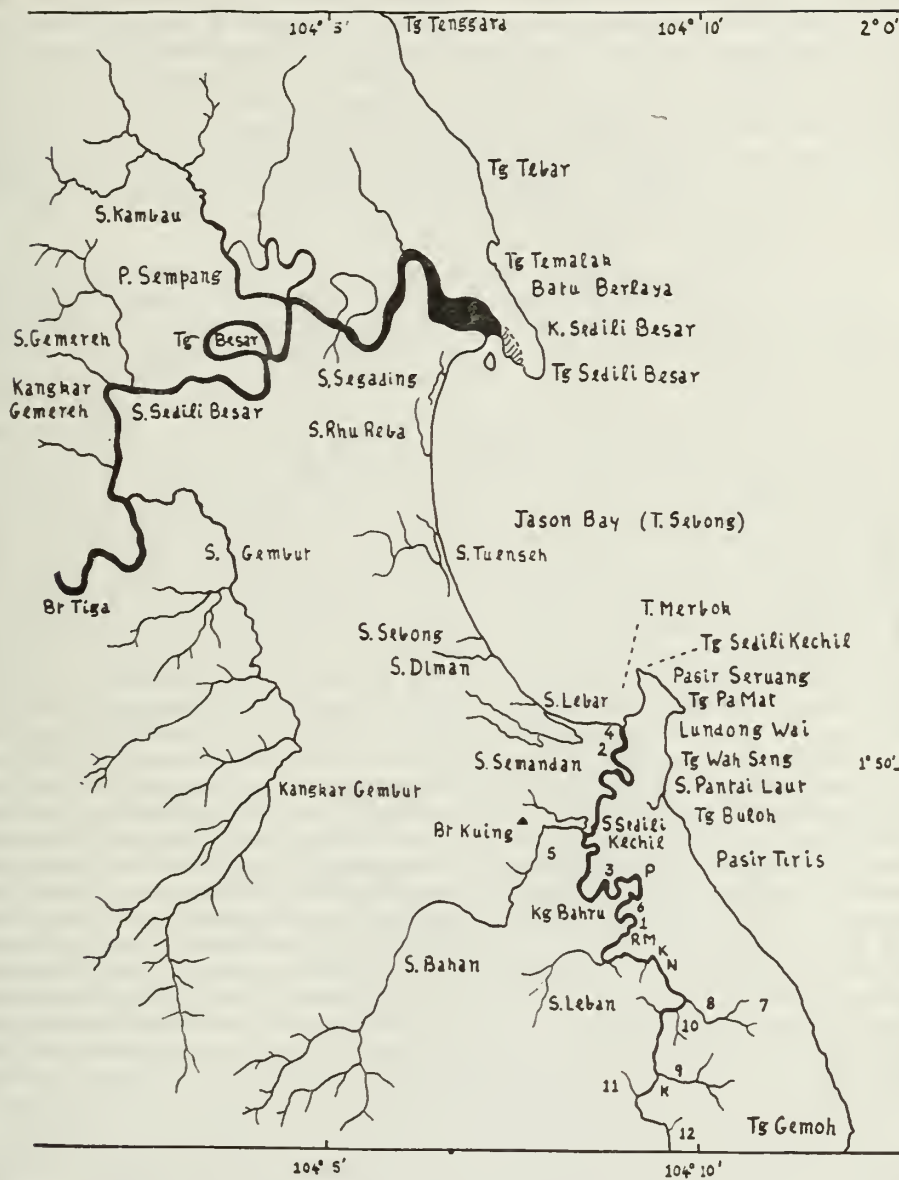 104° 5'
Tg Tenggara
104° 10'
2° 0'
Tg Tebar
S. Kambau
Tg Temalak
Batu Berlaya
P. Sempang
K. Sedili Besar
S. Gemereh
Tg Besar
Tg Sedili Besar
S. Segading
Kangkar
Gemereh
S. Sedili Besar
S. Rhu Reba
Jason Bay (T. Sebong)
S. Gembut
S. Tuenseh
Br Tiga
T. Merbok
S. Sebong
Tg Sedili Kechil
S. Dlman
Pasir Seruang
S. Lebar
Tg Pa Mat
4
Lundong Wai
2
S. Semandan
Tg Wah Seng
1° 50'
Kangkar Gembut
S. Pantai Laut
Br Kuing
S Sedili
Kechil
Tg Buloh
5
Pasir Tiris
3
P
Kg Bahru
6
1
R M
K
N
S. Bahan
S. Leban
8
7
10
9
11
K
12
Tg Gemoh
104° 5'
104° 10'